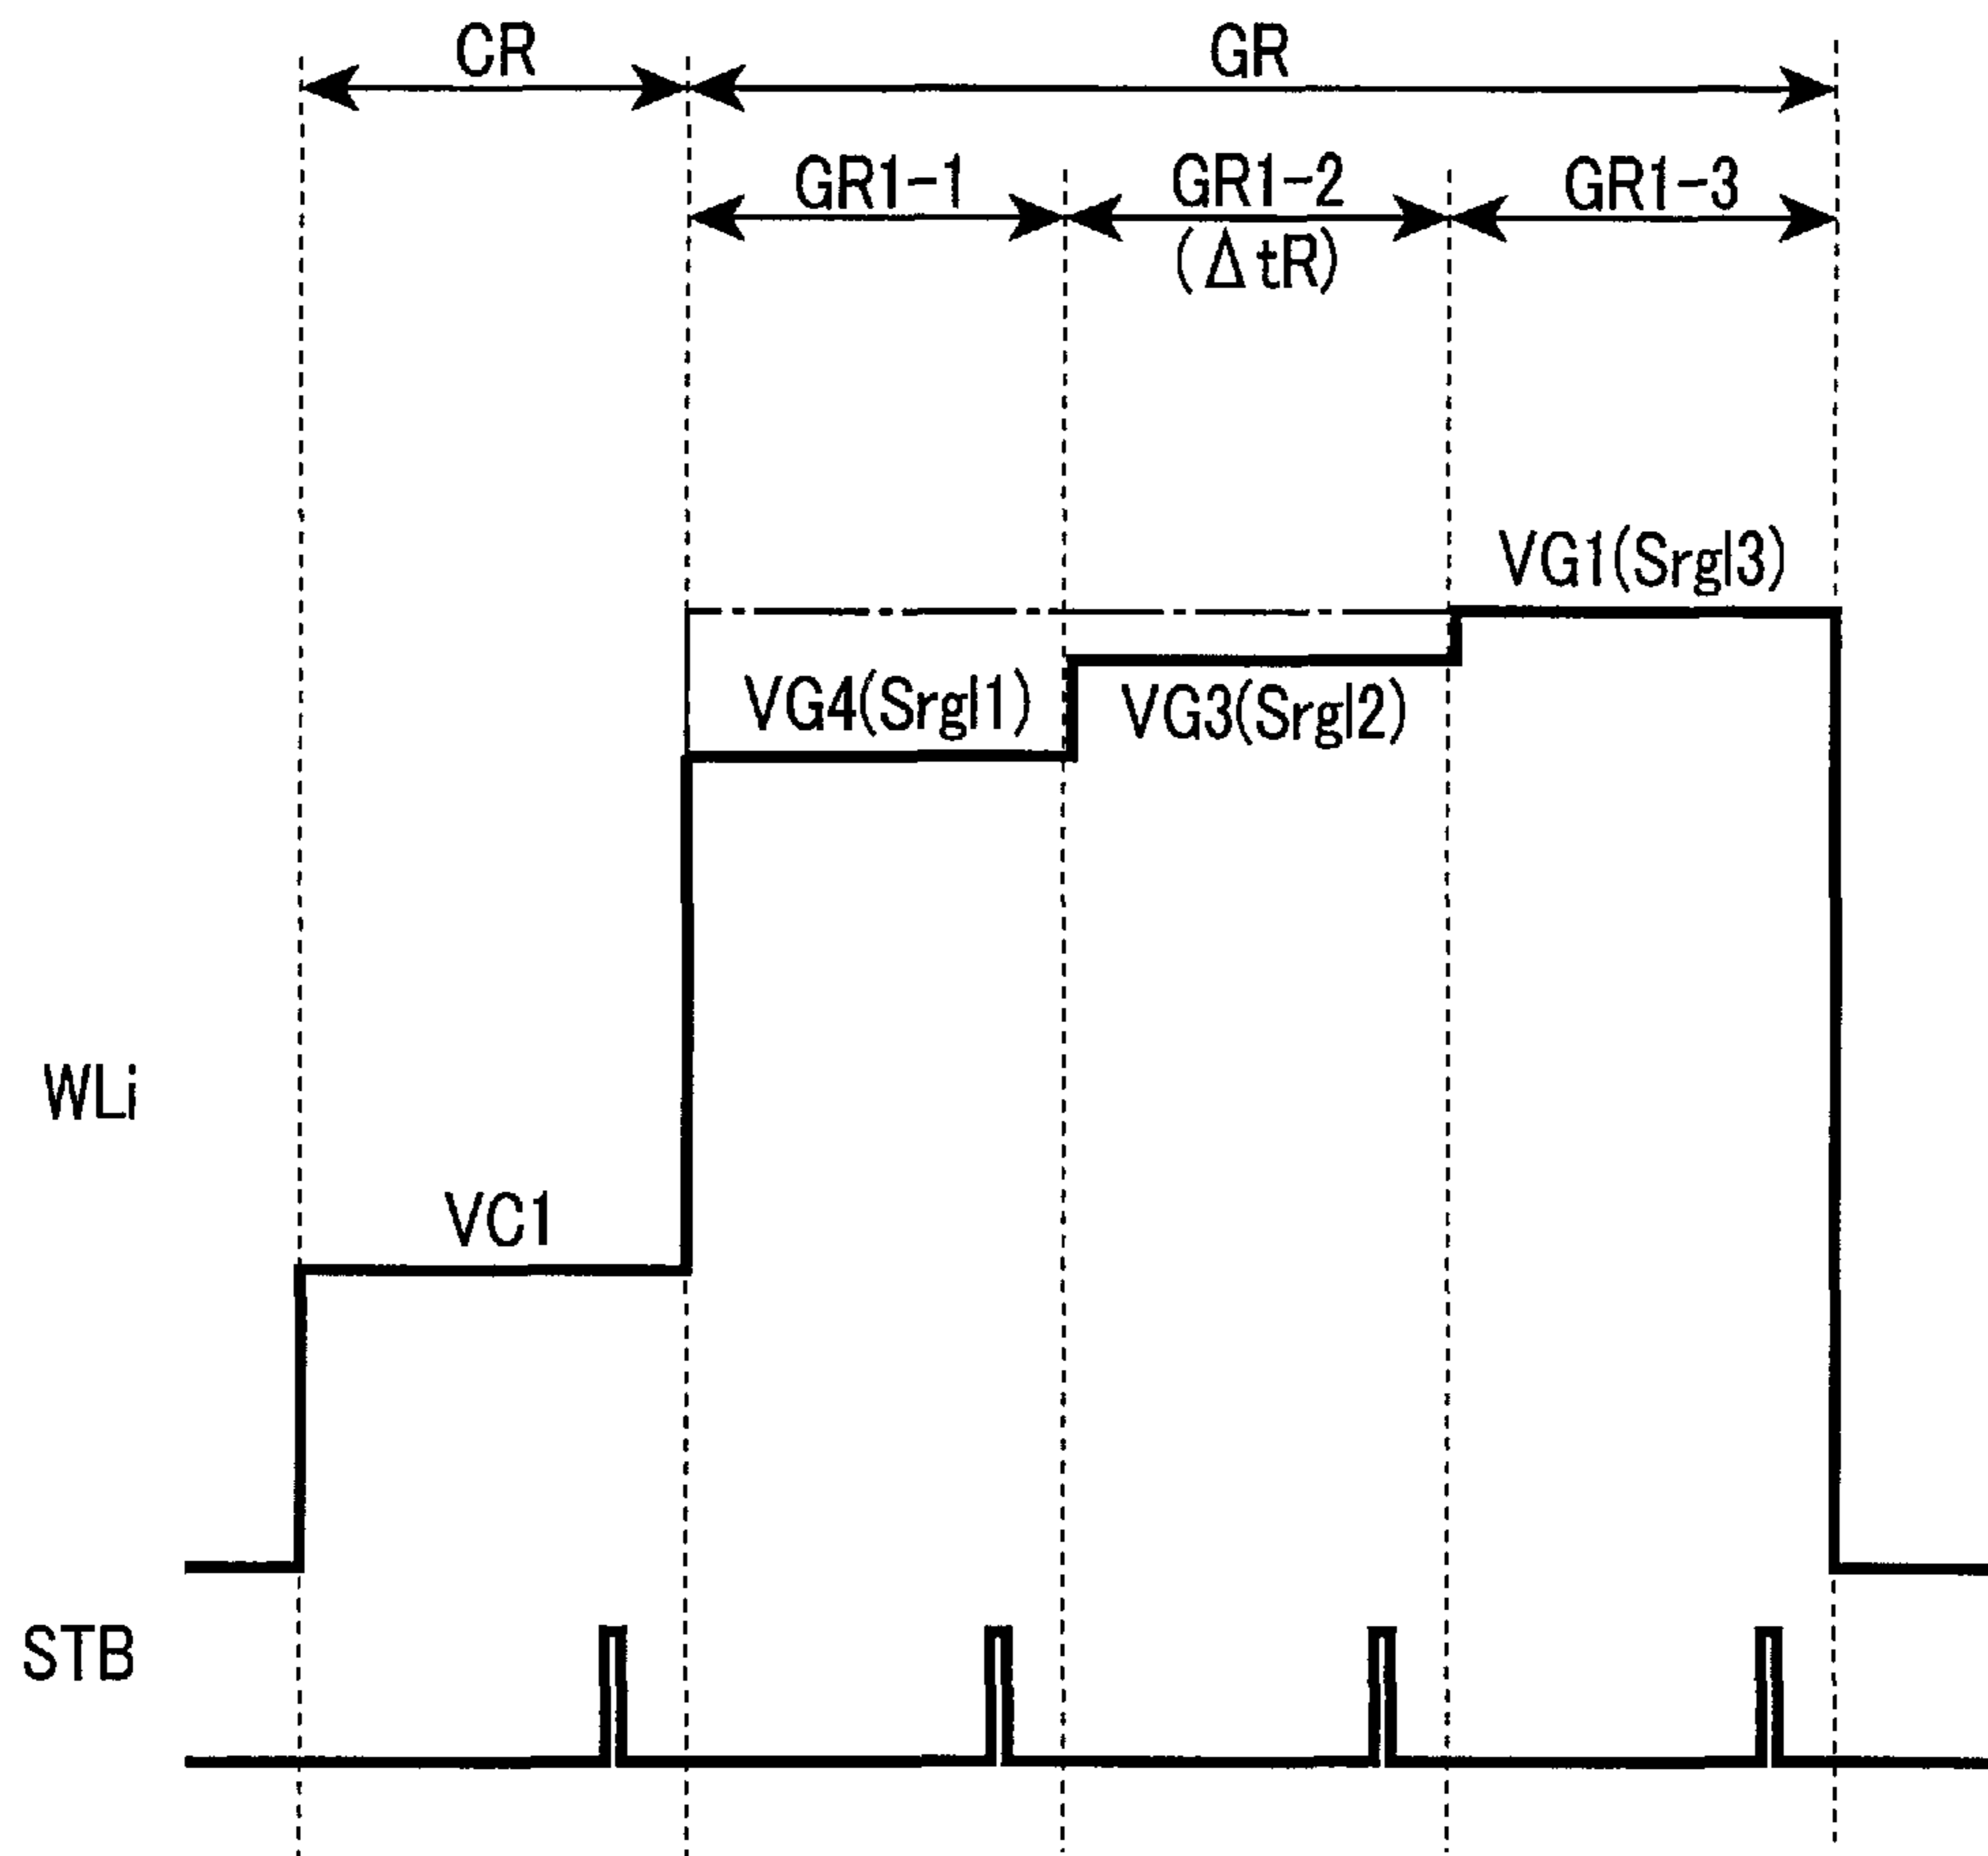 CR
GR
GR1-1
GR1-2
GR1-3
(ΔtR)
VG1(Srgl3)
VG4(Srgl1)
VG3(Srgl2)
WLi
VC1
STB